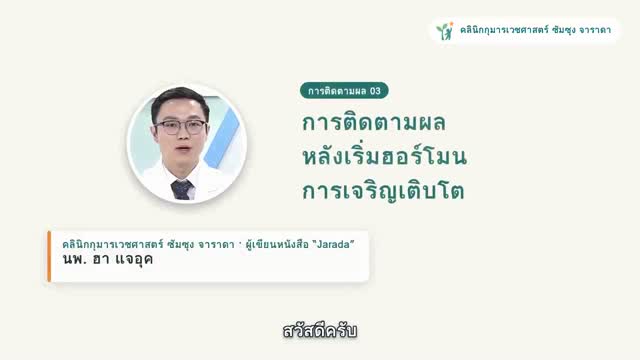 คลินิกกุมารเวชศาสตร์ ซัมซุง จาราดา
การติดตามผล 03
การติดตามผล
หลังเริ่มฮอร์โมน
การเจริญเติบโต
คลินิกกุมารเวชศาสตร์ ซัมซุง จาราดา · ผู้เขียนหนังสือ "Jarada"
นพ. ฮา แจอุค
สวัสดีครับ